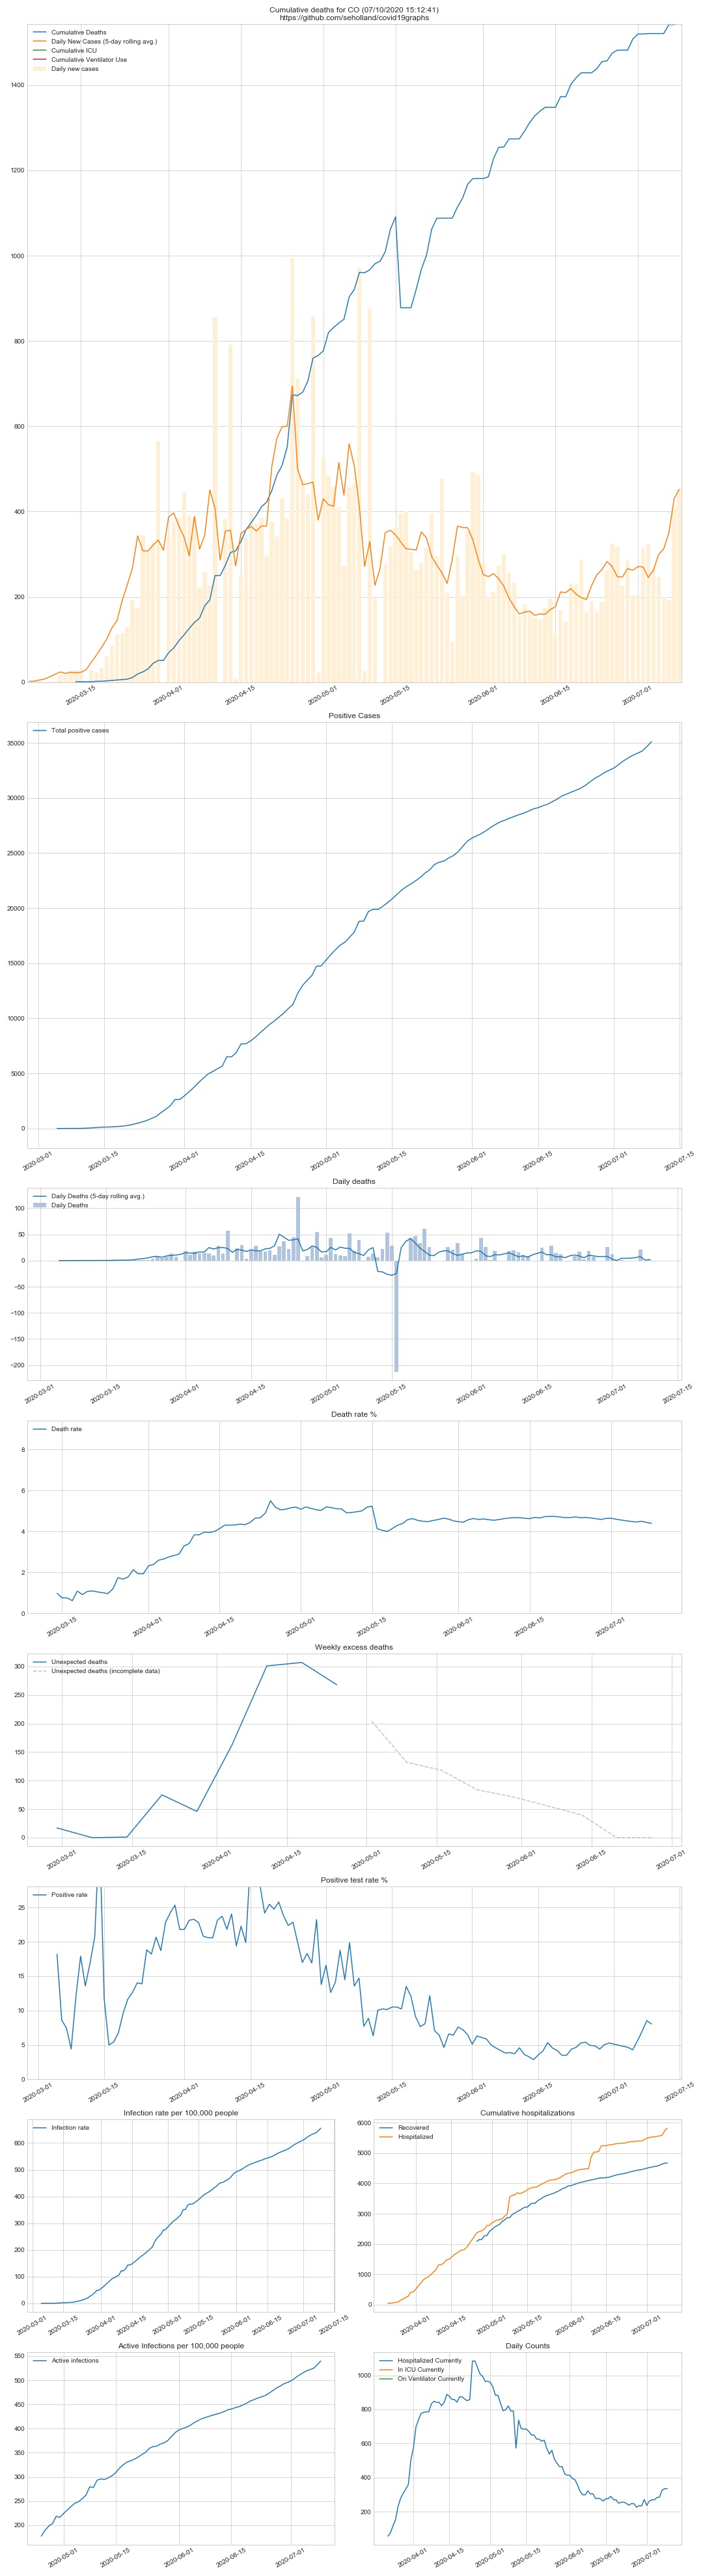 Cumulative deaths for CO (07/10/2020 15:12:41)
https://github.com/seholland/covid19graphs
Cumulative Deaths
Daily New Cases (5-day rolling avg.)
Cumulative ICU
Cumulative Ventilator Use
Daily new cases
1400
1200
1000
800
600
400
200
0
2020-03-15 2020-04-01 2020-04-15 2020-05-01 2020-05-15 2020-06-01 2020-06-15 2020-07-01
Positive Cases
Total positive cases
35000
30000
25000
20000
15000
10000
5000
0
2020-03-01 2020-03-15 2020-04-01 2020-04-15 2020-05-01 2020-05-15 2020-06-01 2020-06-15 2020-07-01 2020-07-15
Daily deaths
Daily Deaths (5-day rolling avg.)
Daily Deaths
100
50
0
−50
−100
−150
−200
2020-03-01 2020-03-15 2020-04-01 2020-04-15 2020-05-01 2020-05-15 2020-06-01 2020-06-15 2020-07-01 2020-07-15
Death rate %
Death rate
8
6
4
2
0
2020-03-15 2020-04-01 2020-04-15 2020-05-01 2020-05-15 2020-06-01 2020-06-15 2020-07-01
Weekly excess deaths
Unexpected deaths
Unexpected deaths (incomplete data)
300
250
200
150
100
50
0
2020-03-01 2020-03-15 2020-04-01 2020-04-15 2020-05-01 2020-05-15 2020-06-01 2020-06-15 2020-07-01
Positive test rate %
Positive rate
25
20
15
10
5
0
2020-03-01 2020-03-15 2020-04-01 2020-04-15 2020-05-01 2020-05-15 2020-06-01 2020-06-15 2020-07-01 2020-07-15
Infection rate per 100,000 people
Infection rate
600
500
400
300
200
100
0
2020-03-01 2020-03-15 2020-04-01 2020-04-15 2020-05-01 2020-05-15 2020-06-01 2020-06-15 2020-07-01 2020-07-15
Cumulative hospitalizations
Recovered
Hospitalized
6000
5000
4000
3000
2000
1000
0
2020-04-01 2020-04-15 2020-05-01 2020-05-15 2020-06-01 2020-06-15 2020-07-01
Active Infections per 100,000 people
Active infections
550
500
450
400
350
300
250
200
2020-05-01 2020-05-15 2020-06-01 2020-06-15 2020-07-01
Daily Counts
Hospitalized Currently
In ICU Currently
On Ventilator Currently
1000
800
600
400
200
2020-04-01 2020-04-15 2020-05-01 2020-05-15 2020-06-01 2020-06-15 2020-07-01